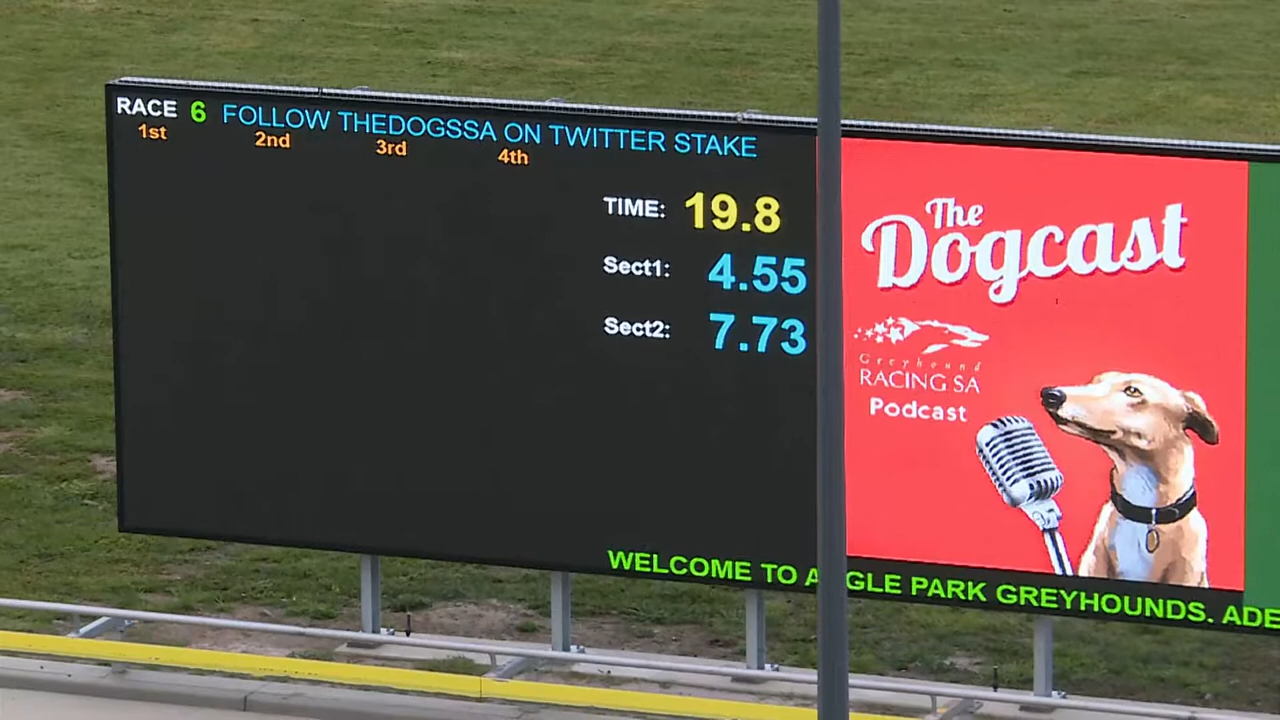 RACE 6 FOLLOW THEDOGSSA ON TWITTER STAKE
1st 2nd 3rd 4th
TIME: 19.8
Sect1: 4.55
Sect2: 7.73
The
Dogcast
Greyhound
RACING SA
Podcast
WELCOME TO A GLE PARK GREYHOUNDS. ADE